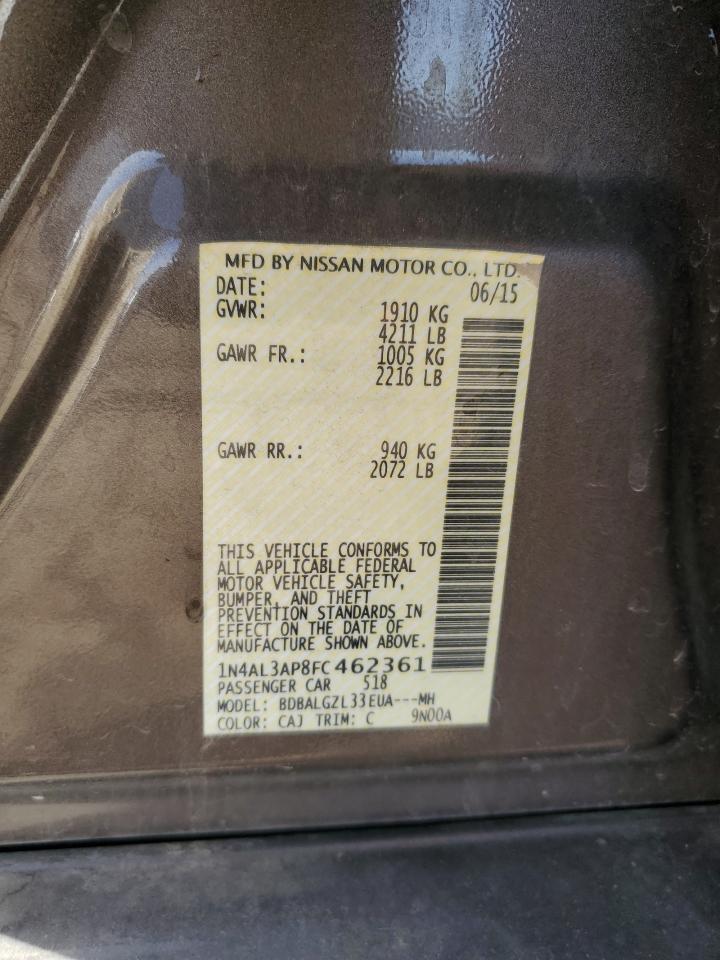 MFD BY NISSAN MOTOR CO., LTD.
DATE: 06/15
GVWR: 1910 KG
4211 LB
GAWR FR.: 1005 KG
2216 LB
GAWR RR.: 940 KG
2072 LB
THIS VEHICLE CONFORMS TO
ALL APPLICABLE FEDERAL
MOTOR VEHICLE SAFETY,
BUMPER, AND THEFT
PREVENTION STANDARDS IN
EFFECT ON THE DATE OF
MANUFACTURE SHOWN ABOVE.
1N4AL3AP8FC462361
PASSENGER CAR 518
MODEL: BDBALGZL33EUA---MH
COLOR: CAJ TRIM: C 9N00A